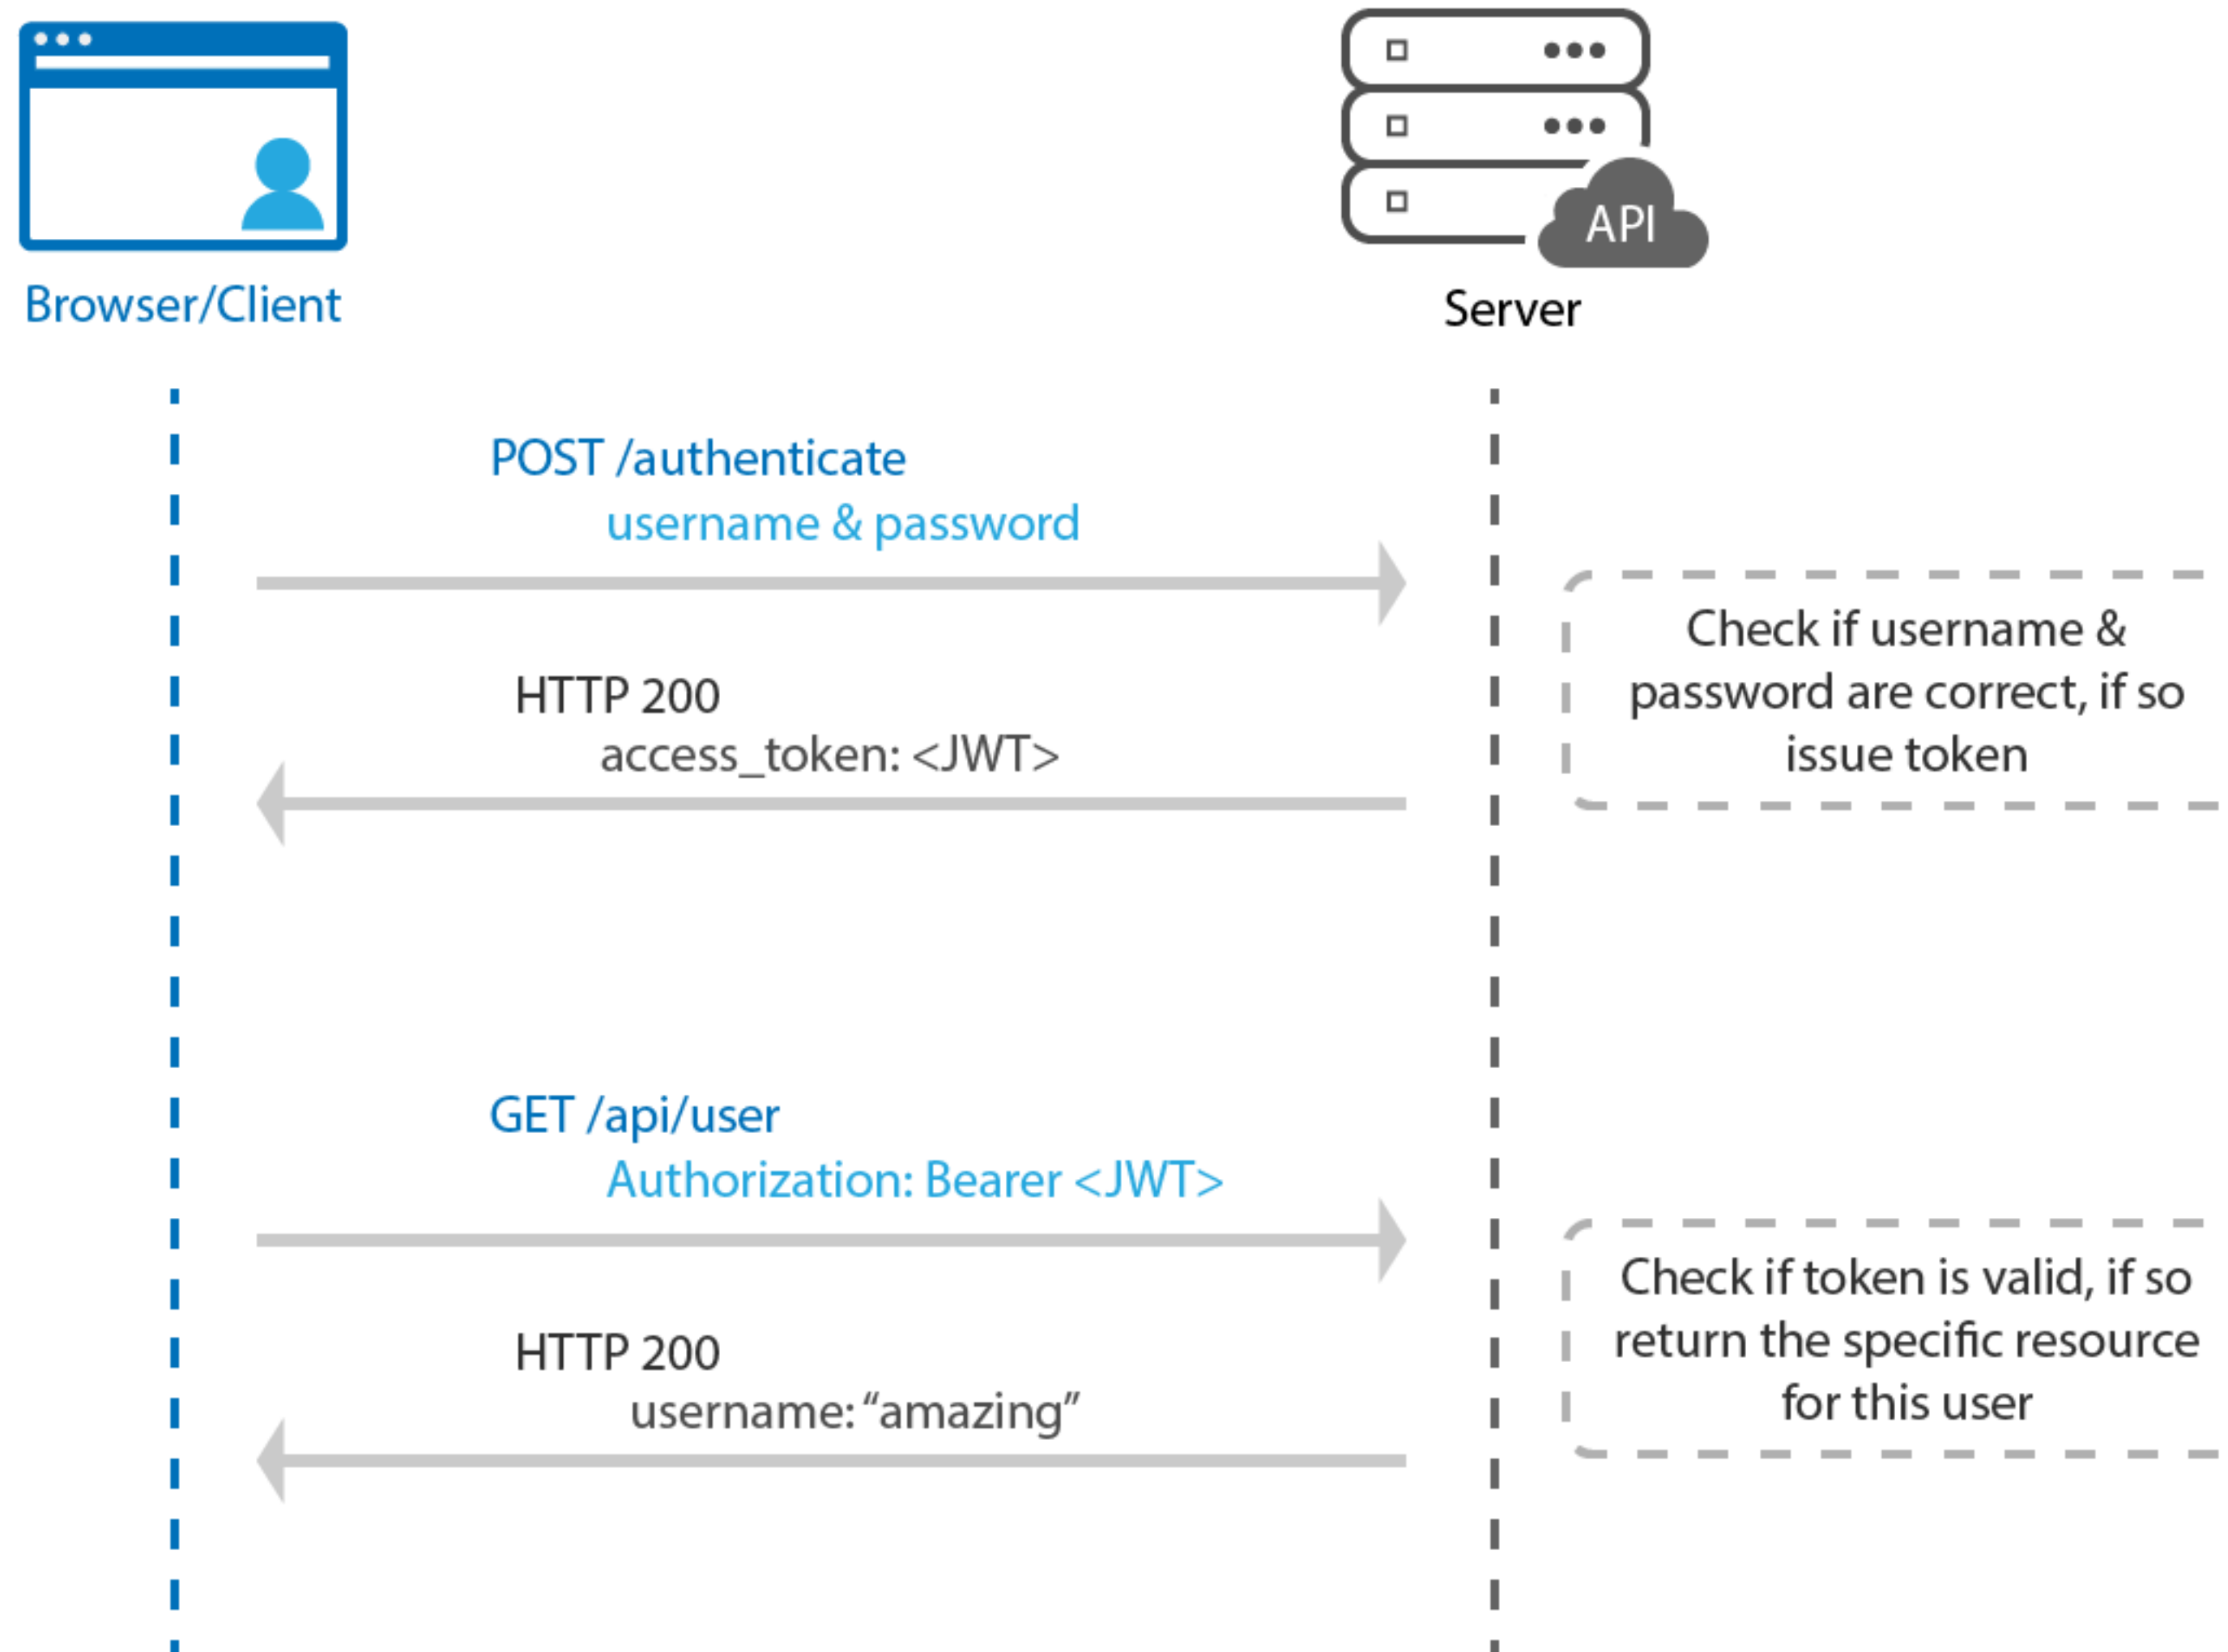 API
Browser/Client
Server
POST /authenticate
username & password
HTTP 200
access_token: <JWT>
Check if username &
password are correct, if so
issue token
GET /api/user
Authorization: Bearer <JWT>
HTTP 200
username: “amazing”
Check if token is valid, if so
return the specific resource
for this user